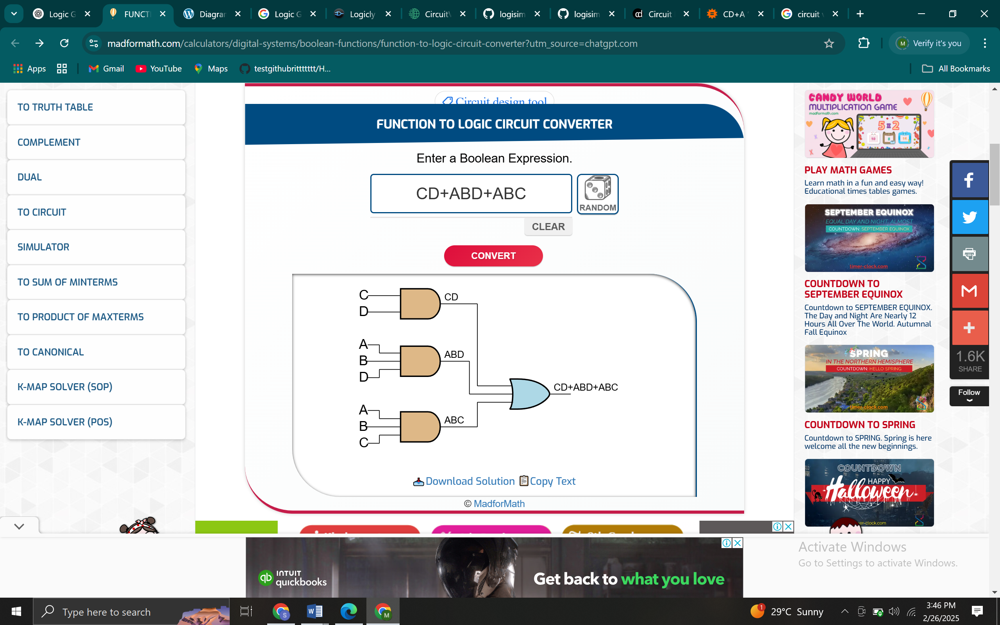 Logic G
FUNCTI
Diagran
Logic G
Logicly
Circuit
logisim
logisim
Circuit
CD+A
circuit
madformath.com/calculators/digital-systems/boolean-functions/function-to-logic-circuit-converter?utm_source=chatgpt.com
M Verify it's you
Apps
Gmail
YouTube
Maps
testgithubrittttttt/H...
All Bookmarks
TO TRUTH TABLE
COMPLEMENT
DUAL
TO CIRCUIT
SIMULATOR
TO SUM OF MINTERMS
TO PRODUCT OF MAXTERMS
TO CANONICAL
K-MAP SOLVER (SOP)
K-MAP SOLVER (POS)
Circuit design tool
FUNCTION TO LOGIC CIRCUIT CONVERTER
Enter a Boolean Expression.
CD+ABD+ABC
RANDOM
CLEAR
CONVERT
C
D
CD
A
B
D
ABD
A
B
C
ABC
CD+ABD+ABC
Download Solution Copy Text
© MadforMath
CANDY WORLD
MULTIPLICATION GAME
madformath.com
5x2
PLAY MATH GAMES
Learn math in a fun and easy way!
Educational times tables games.
SEPTEMBER EQUINOX
EQUAL DAY AND NIGHT, ALMOST
COUNTDOWN: SEPTEMBER EQUINOX
timer-clock.com
COUNTDOWN TO
SEPTEMBER EQUINOX
Countdown to SEPTEMBER EQUINOX.
The Day and Night Are Nearly 12
Hours All Over The World. Autumnal
Fall Equinox
SPRING
IN THE NORTHERN HEMISPHERE
COUNTDOWN: HELLO SPRING
timer-clock.com
COUNTDOWN TO SPRING
Countdown to SPRING. Spring is here
welcome all the new beginnings.
COUNTDOWN
HAPPY
Halloween
er-clock.com
1.6K
SHARE
Follow
INTUIT
quickbooks
Get back to what you love
Activate Windows
Go to Settings to activate Windows.
Type here to search
29°C Sunny
3:46 PM
2/26/2025